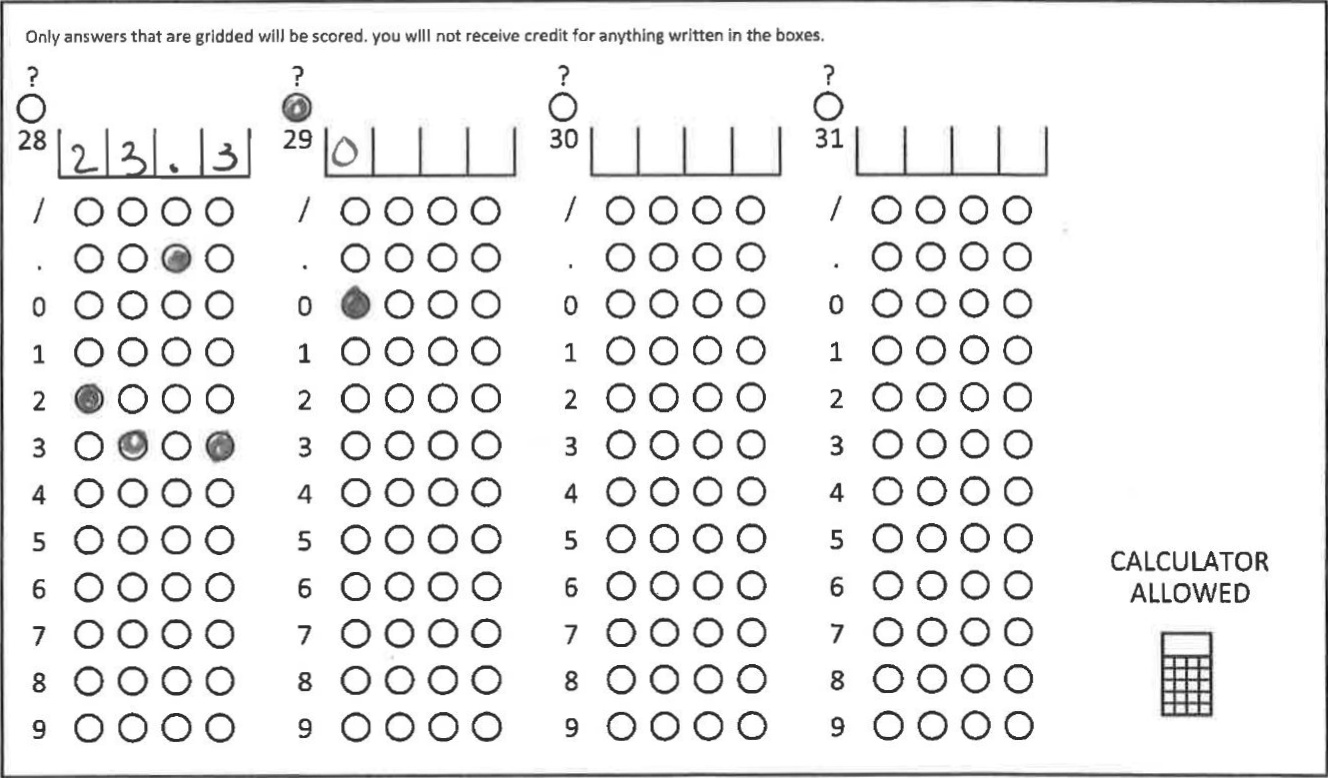 Only answers that are gridded will be scored. you will not receive credit for anything written in the boxes.
? ? ? ?
28 23.3 29 0 30 31
/ / / /
. . . .
0 0 0 0
1 1 1 1
2 2 2 2
3 3 3 3
4 4 4 4
5 5 5 5
6 6 6 6
7 7 7 7
8 8 8 8
9 9 9 9
CALCULATOR
ALLOWED